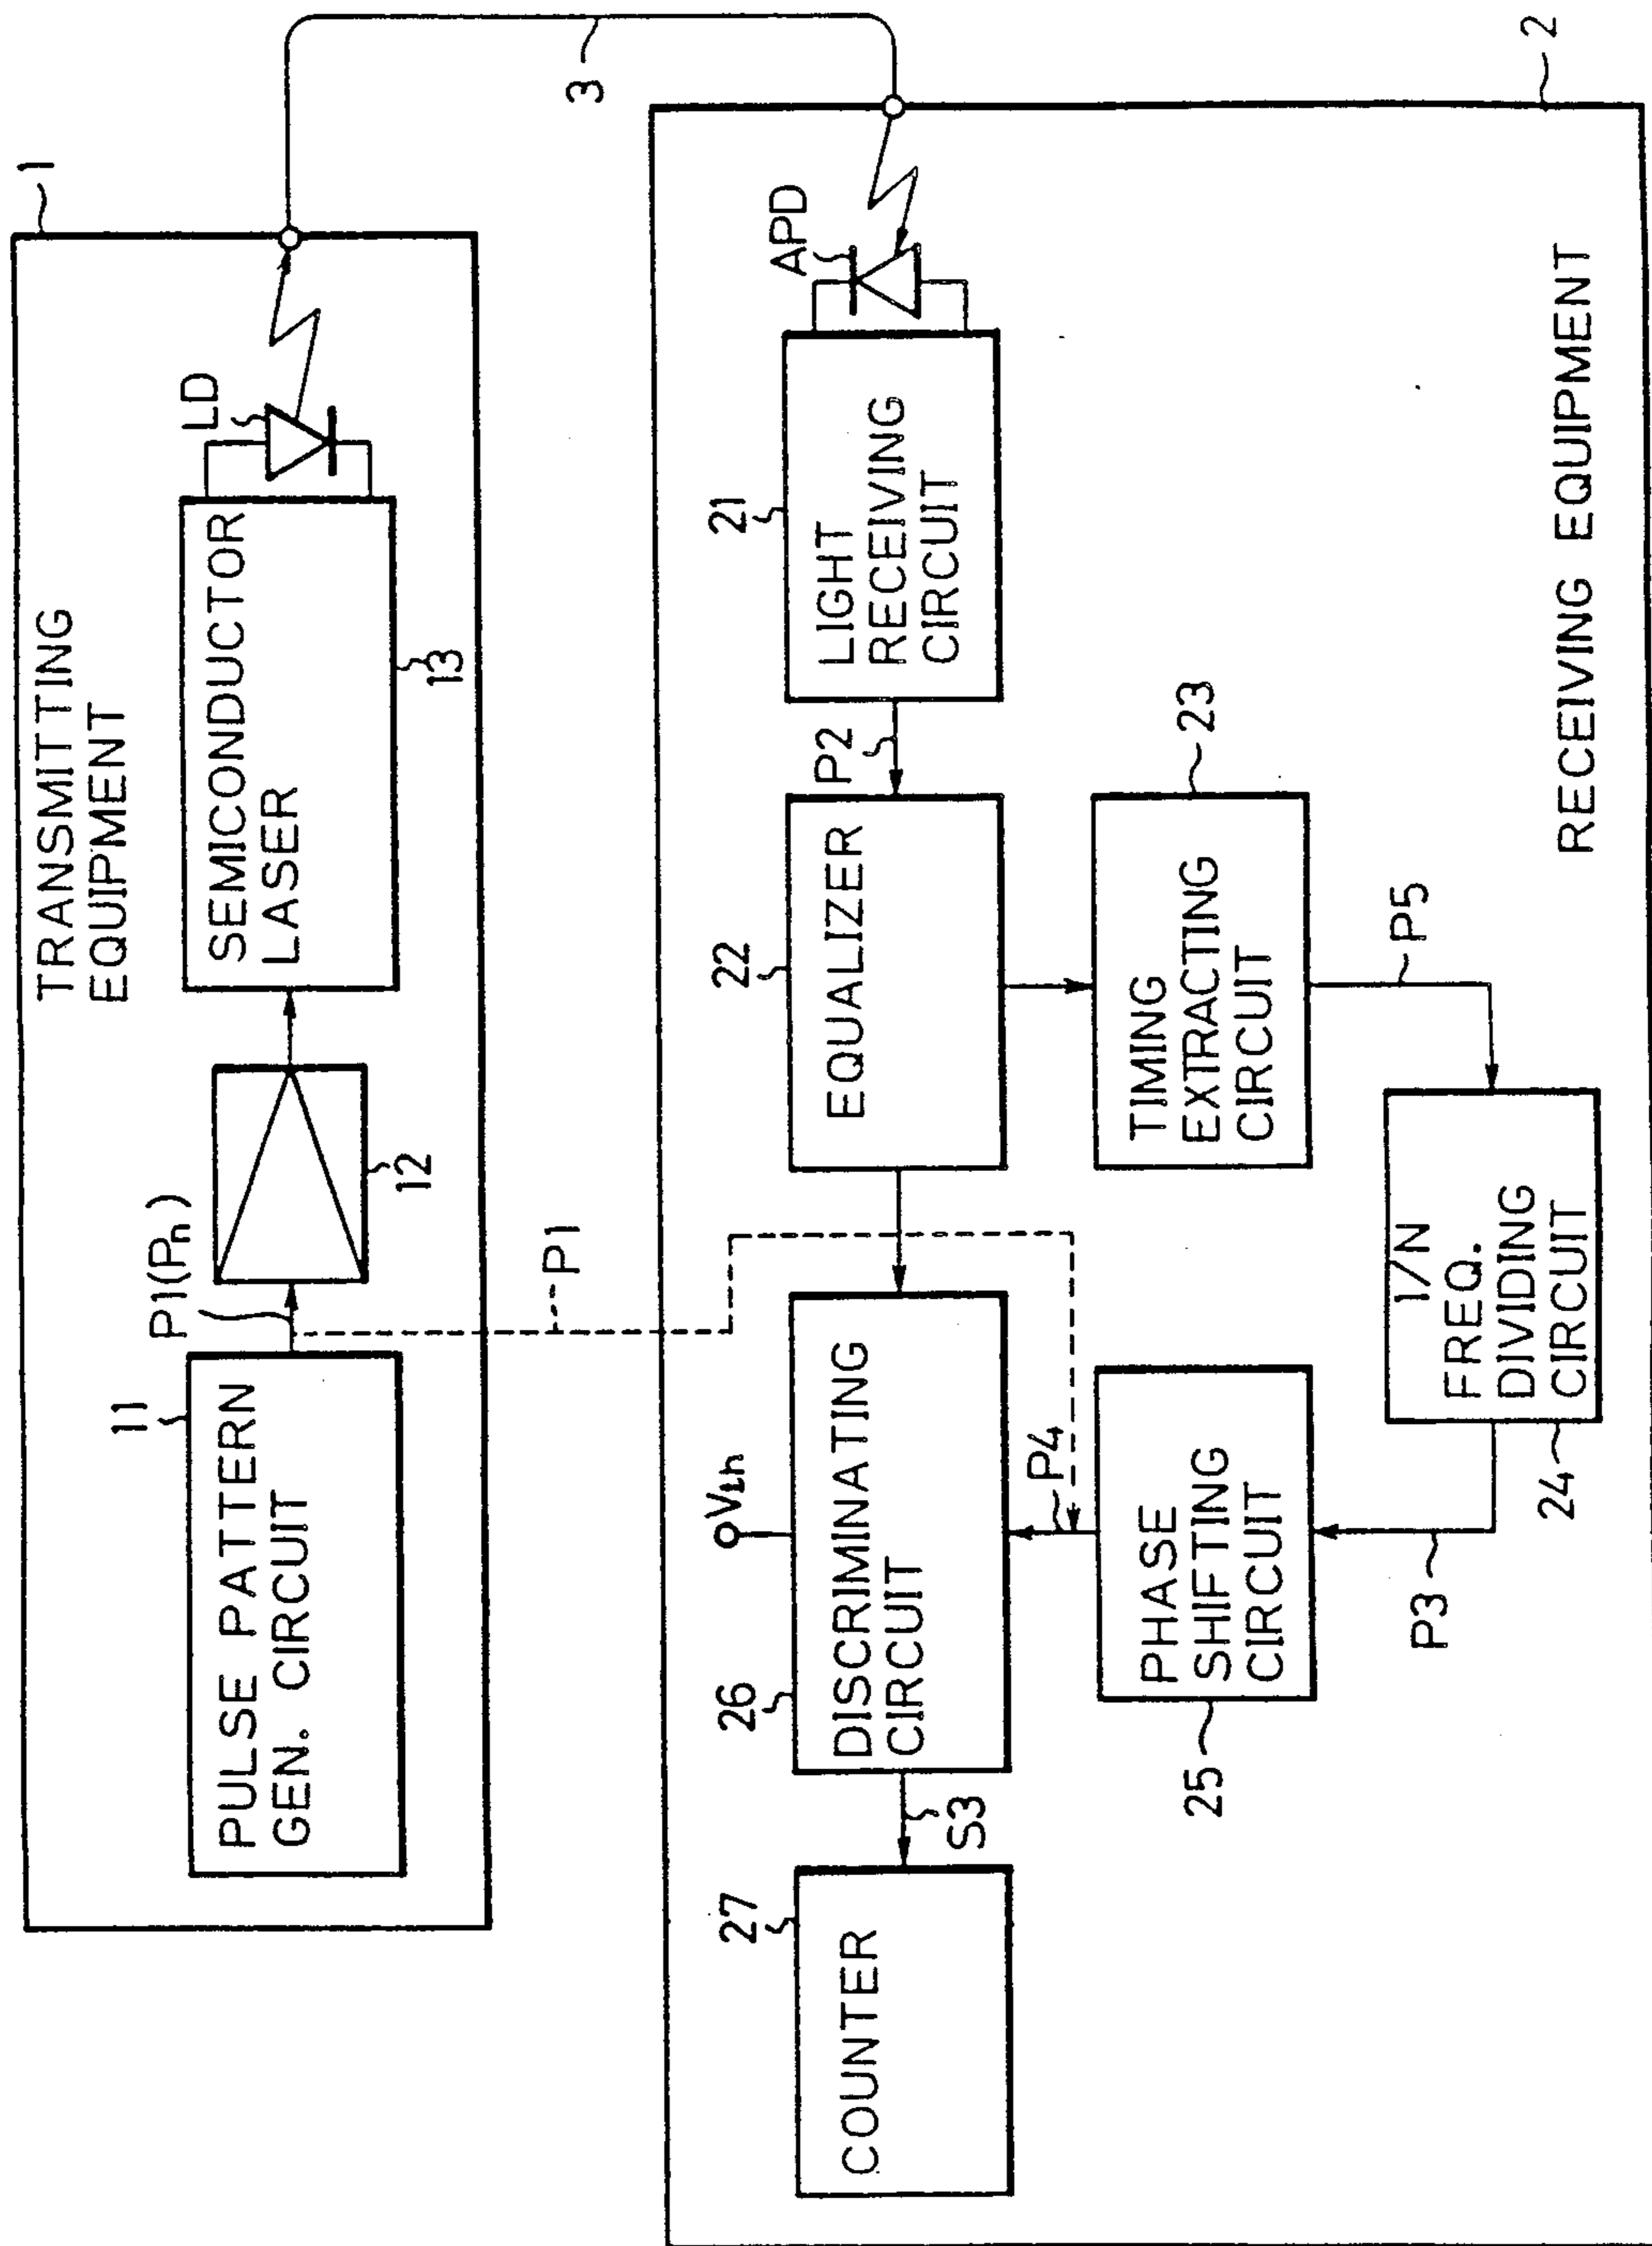 1
TRANSMITTING
EQUIPMENT
11
PULSE PATTERN
GEN. CIRCUIT
P1(Pn)
12
SEMICONDUCTOR
LASER
13
LD
3
P1
2
APD
21
LIGHT
RECEIVING
CIRCUIT
P2
22
EQUALIZER
23
TIMING
EXTRACTING
CIRCUIT
P5
1/N
FREQ.
DIVIDING
CIRCUIT
24
P3
25
PHASE
SHIFTING
CIRCUIT
P4
Vth
26
DISCRIMINATING
CIRCUIT
S3
27
COUNTER
RECEIVING EQUIPMENT